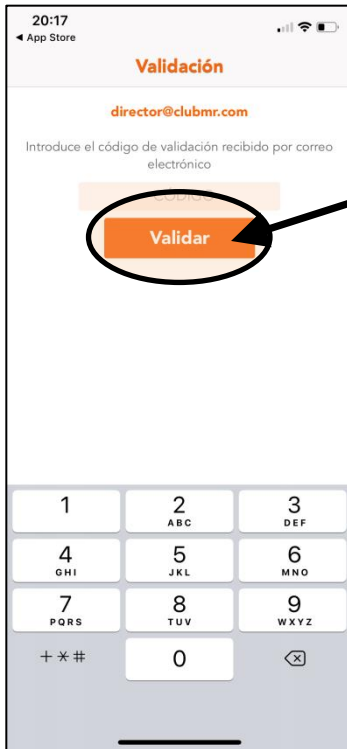 20:17
◀ App Store
Validación
director@clubmr.com
Introduce el código de validación recibido por correo
electrónico
CÓDIGO
Validar
1 2 3
ABC DEF
4 5 6
GHI JKL MNO
7 8 9
PQRS TUV WXYZ
+*# 0